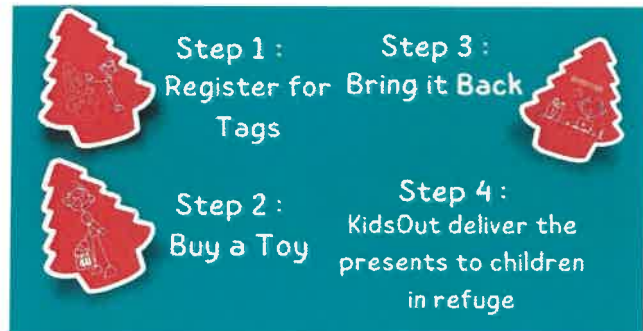 Step 1 :
Register for
Tags
Step 2 :
Buy a Toy
Step 3 :
Bring it Back
Step 4 :
KidsOut deliver the
presents to children
in refuge